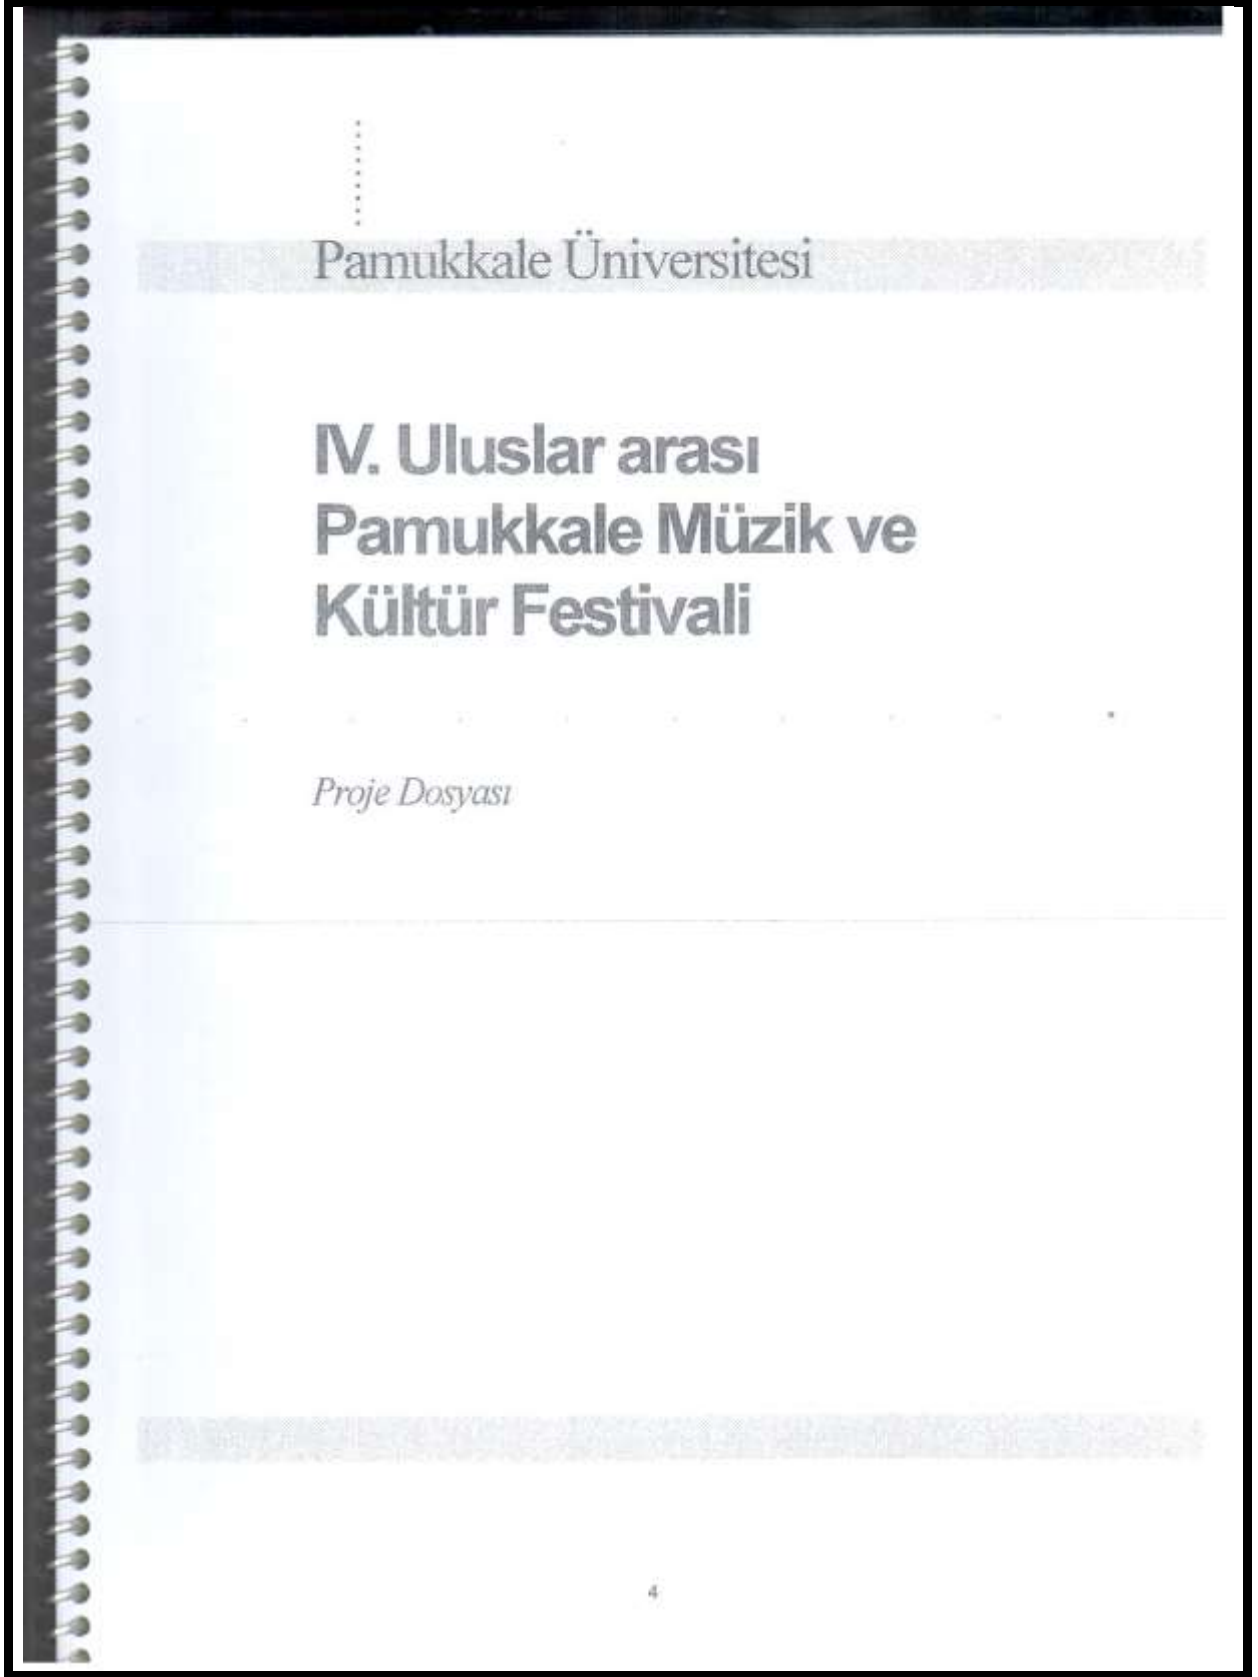 Pamukkale Üniversitesi
IV. Uluslar arası
Pamukkale Müzik ve
Kültür Festivali
Proje Dosyası
4